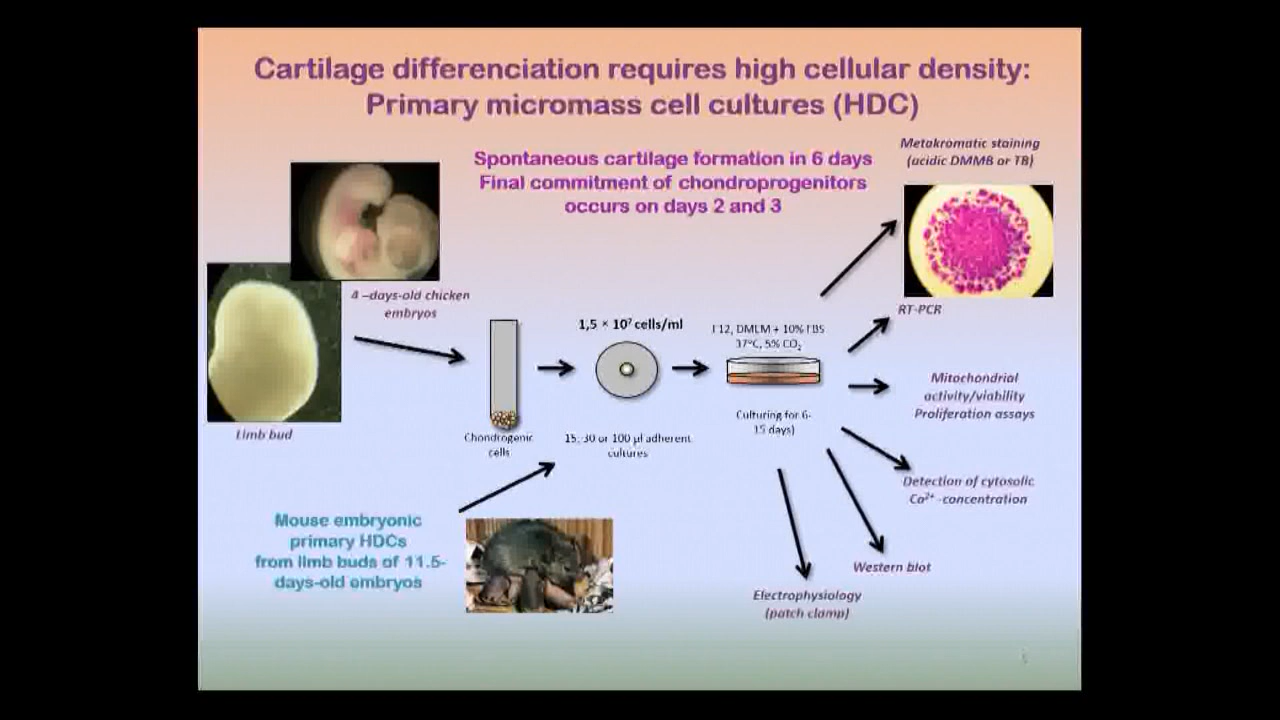 Cartilage differenciation requires high cellular density:
Primary micromass cell cultures (HDC)
Spontaneous cartilage formation in 6 days
Final commitment of chondroprogenitors
occurs on days 2 and 3
Metakromatic staining
(acidic DMMB or TB)
4 –days-old chicken
embryos
Limb bud
1,5 × 10⁷ cells/ml
F12, DMEM + 10% FBS
37°C, 5% CO₂
RT-PCR
Mitochondrial
activity/viability
Proliferation assays
Chondrogenic
cells
15, 30 or 100 µl adherent
cultures
Culturing for 6-
15 days)
Detection of cytosolic
Ca²⁺ -concentration
Mouse embryonic
primary HDCs
from limb buds of 11.5-
days-old embryos
Western blot
Electrophysiology
(patch clamp)